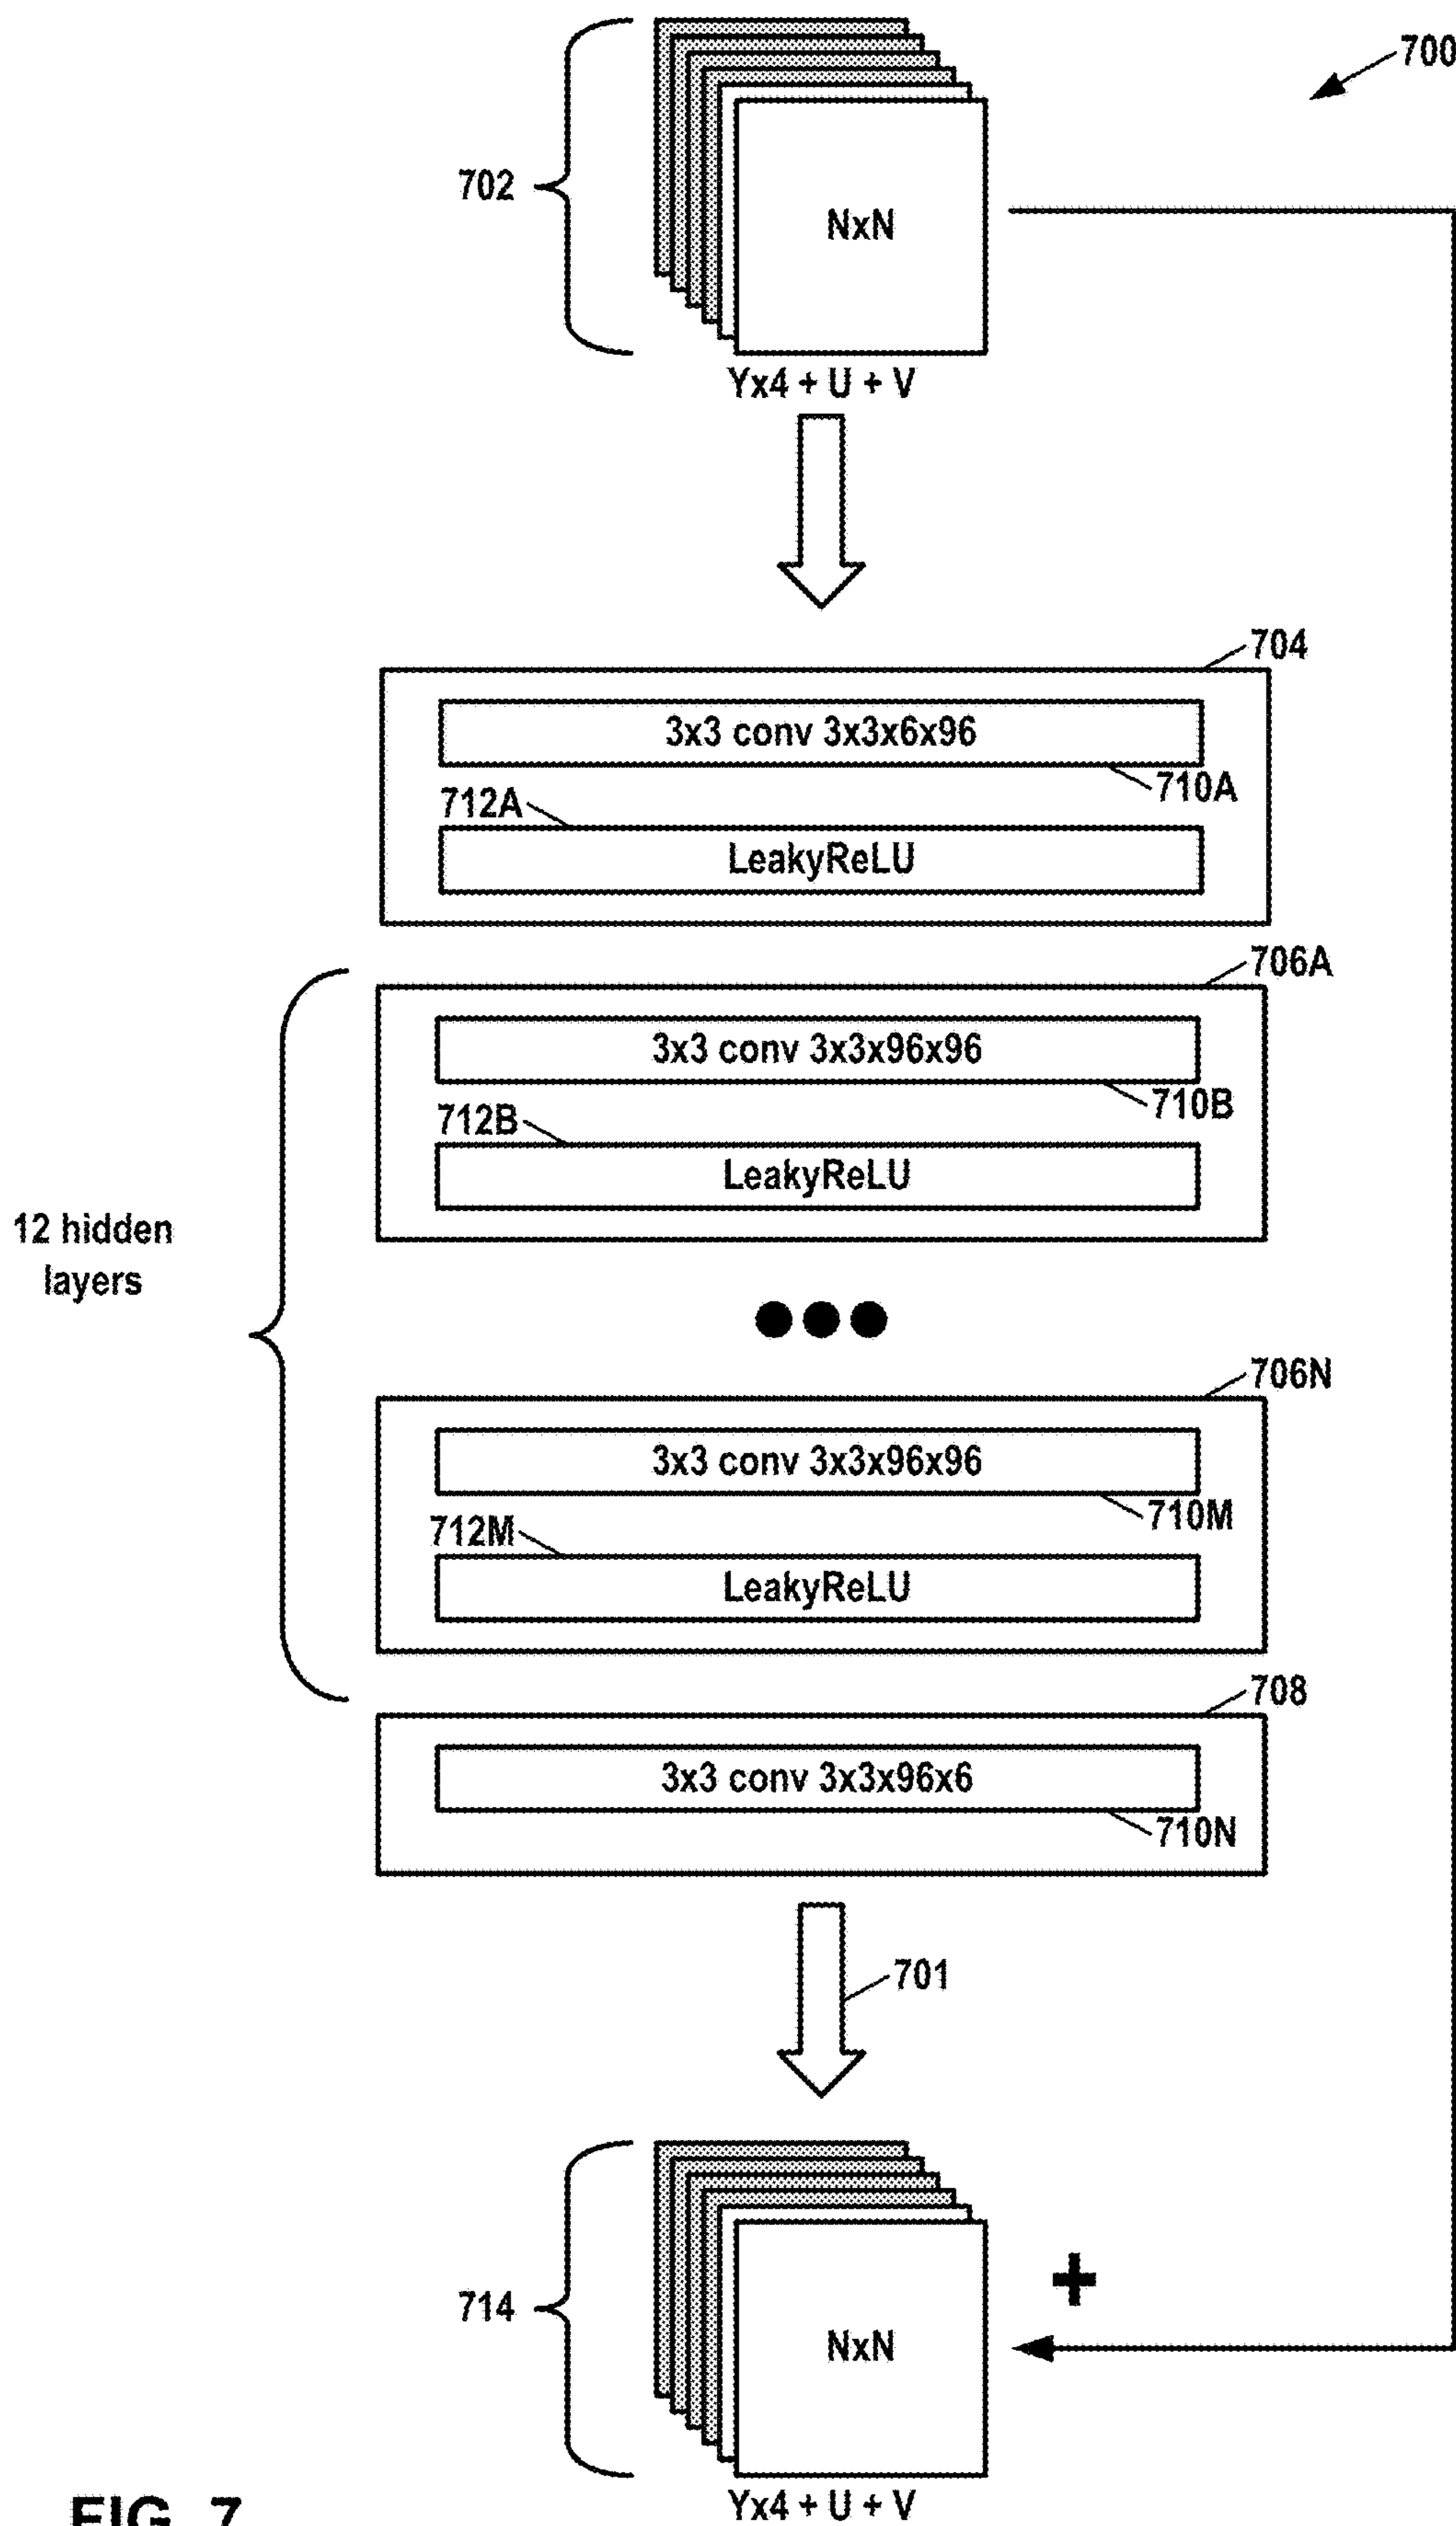 700
702
NxN
Yx4 + U + V
704
3x3 conv 3x3x6x96
710A
712A
LeakyReLU
706A
3x3 conv 3x3x96x96
710B
712B
LeakyReLU
12 hidden
layers
706N
3x3 conv 3x3x96x96
710M
712M
LeakyReLU
708
3x3 conv 3x3x96x6
710N
701
714
+
NxN
Yx4 + U + V
FIG. 7